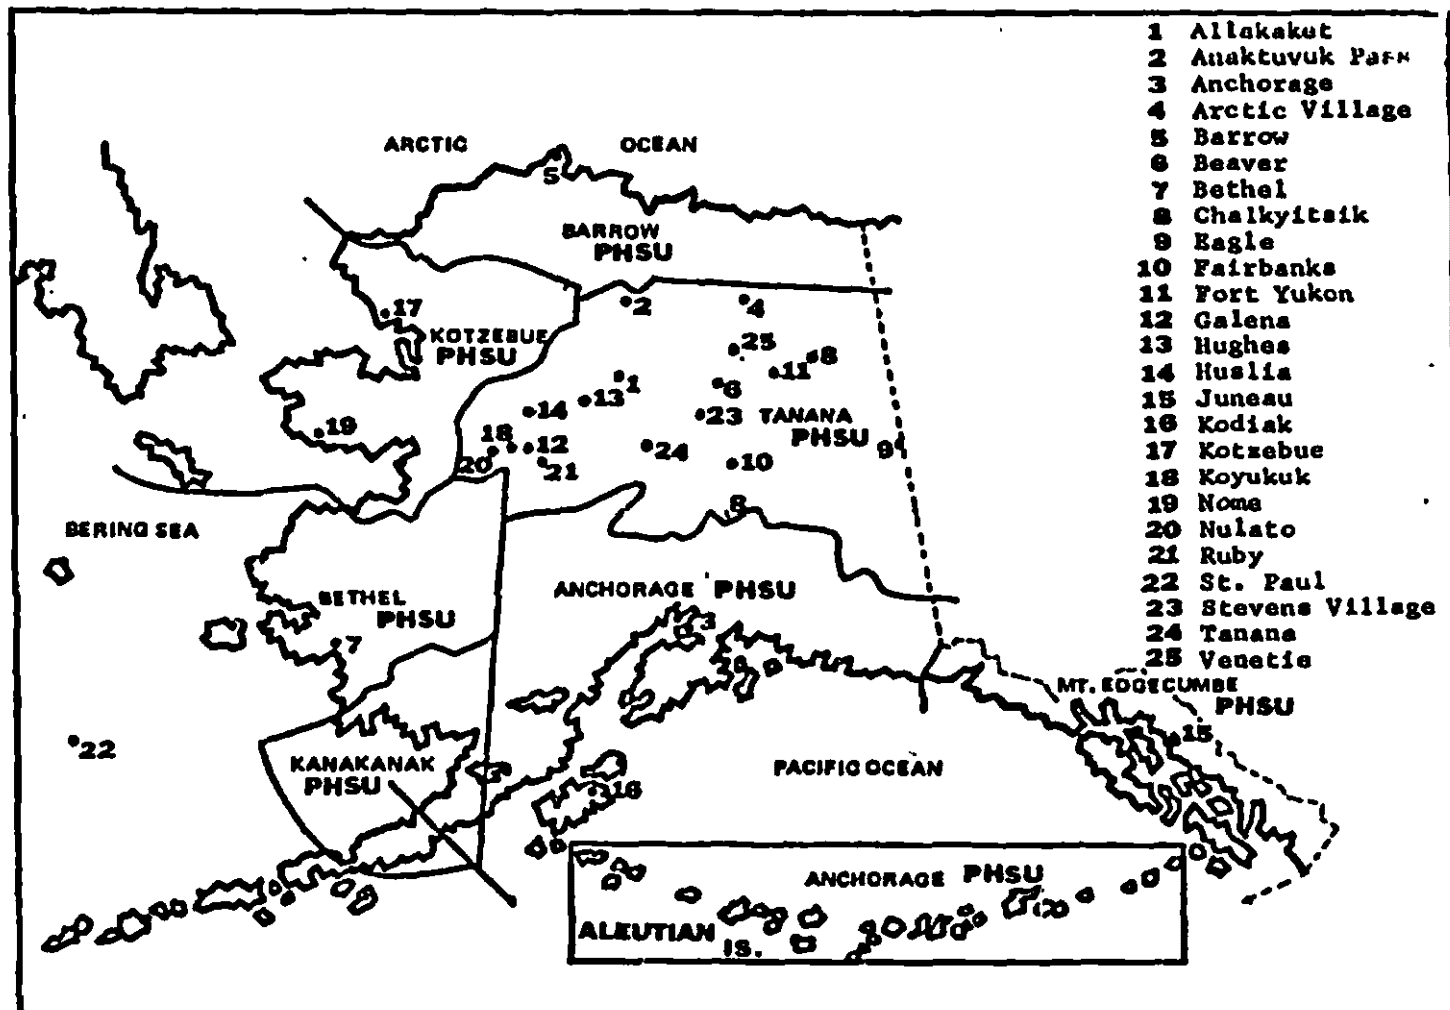 1 Allakaket
2 Anaktuvuk Pass
3 Anchorage
4 Arctic Village
5 Barrow
6 Beaver
7 Bethel
8 Chalkyitsik
9 Eagle
10 Fairbanks
11 Fort Yukon
12 Galena
13 Hughes
14 Huslia
15 Juneau
16 Kodiak
17 Kotzebue
18 Koyukuk
19 Nome
20 Nulato
21 Ruby
22 St. Paul
23 Stevens Village
24 Tanana
25 Venetie
ARCTIC OCEAN
5
BARROW
PHSU
2
4
17
KOTZEBUE
PHSU
25
8
11
1
6
13
14
23
TANANA
PHSU
19
18
12
24
9
20
21
10
8
BERING SEA
ANCHORAGE PHSU
BETHEL
PHSU
3
7
MT. EDGECUMBE
PHSU
15
22
KANAKANAK
PHSU
PACIFIC OCEAN
16
ANCHORAGE PHSU
ALEUTIAN
IS.